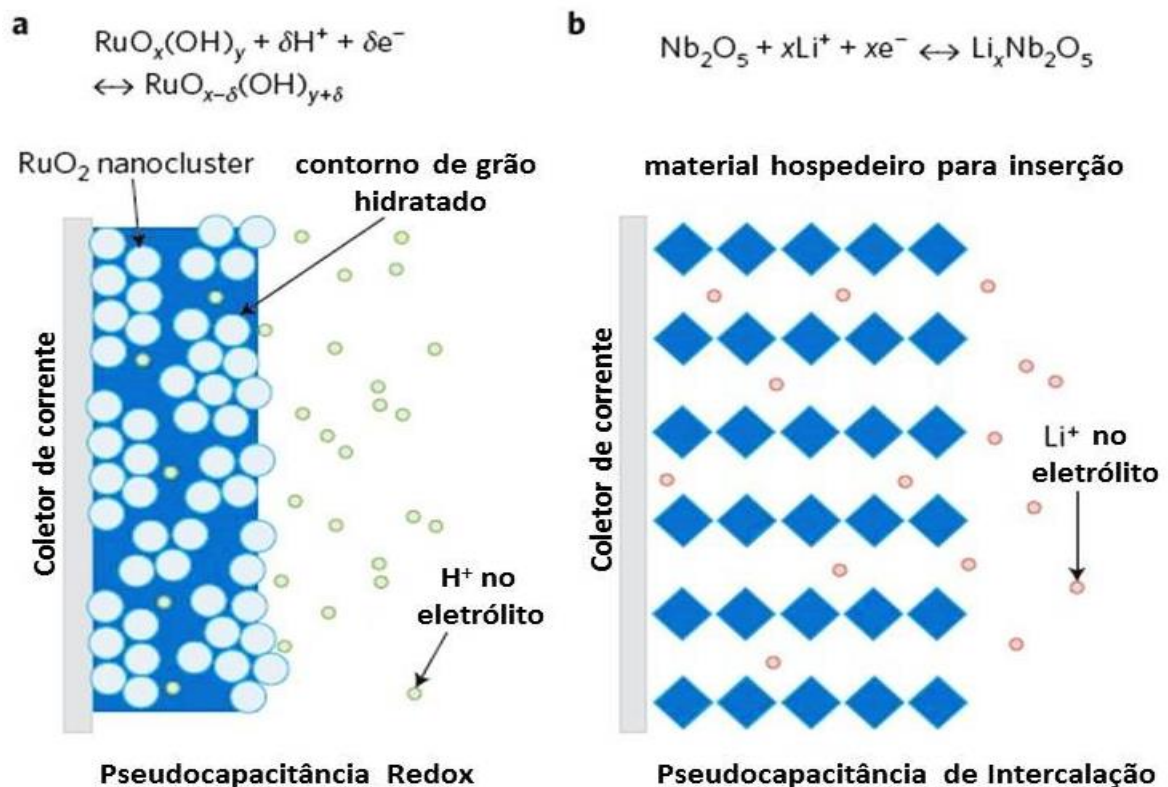 a
RuOₓ(OH)ᵧ + δH⁺ + δe⁻
↔ RuOₓ₋δ(OH)ᵧ₊δ
RuO₂ nanocluster
contorno de grão
hidratado
Coletor de corrente
H⁺ no
eletrólito
Pseudocapacitância Redox
b
Nb₂O₅ + xLi⁺ + xe⁻ ↔ LiₓNb₂O₅
material hospedeiro para inserção
Coletor de corrente
Li⁺ no
eletrólito
Pseudocapacitância de Intercalação